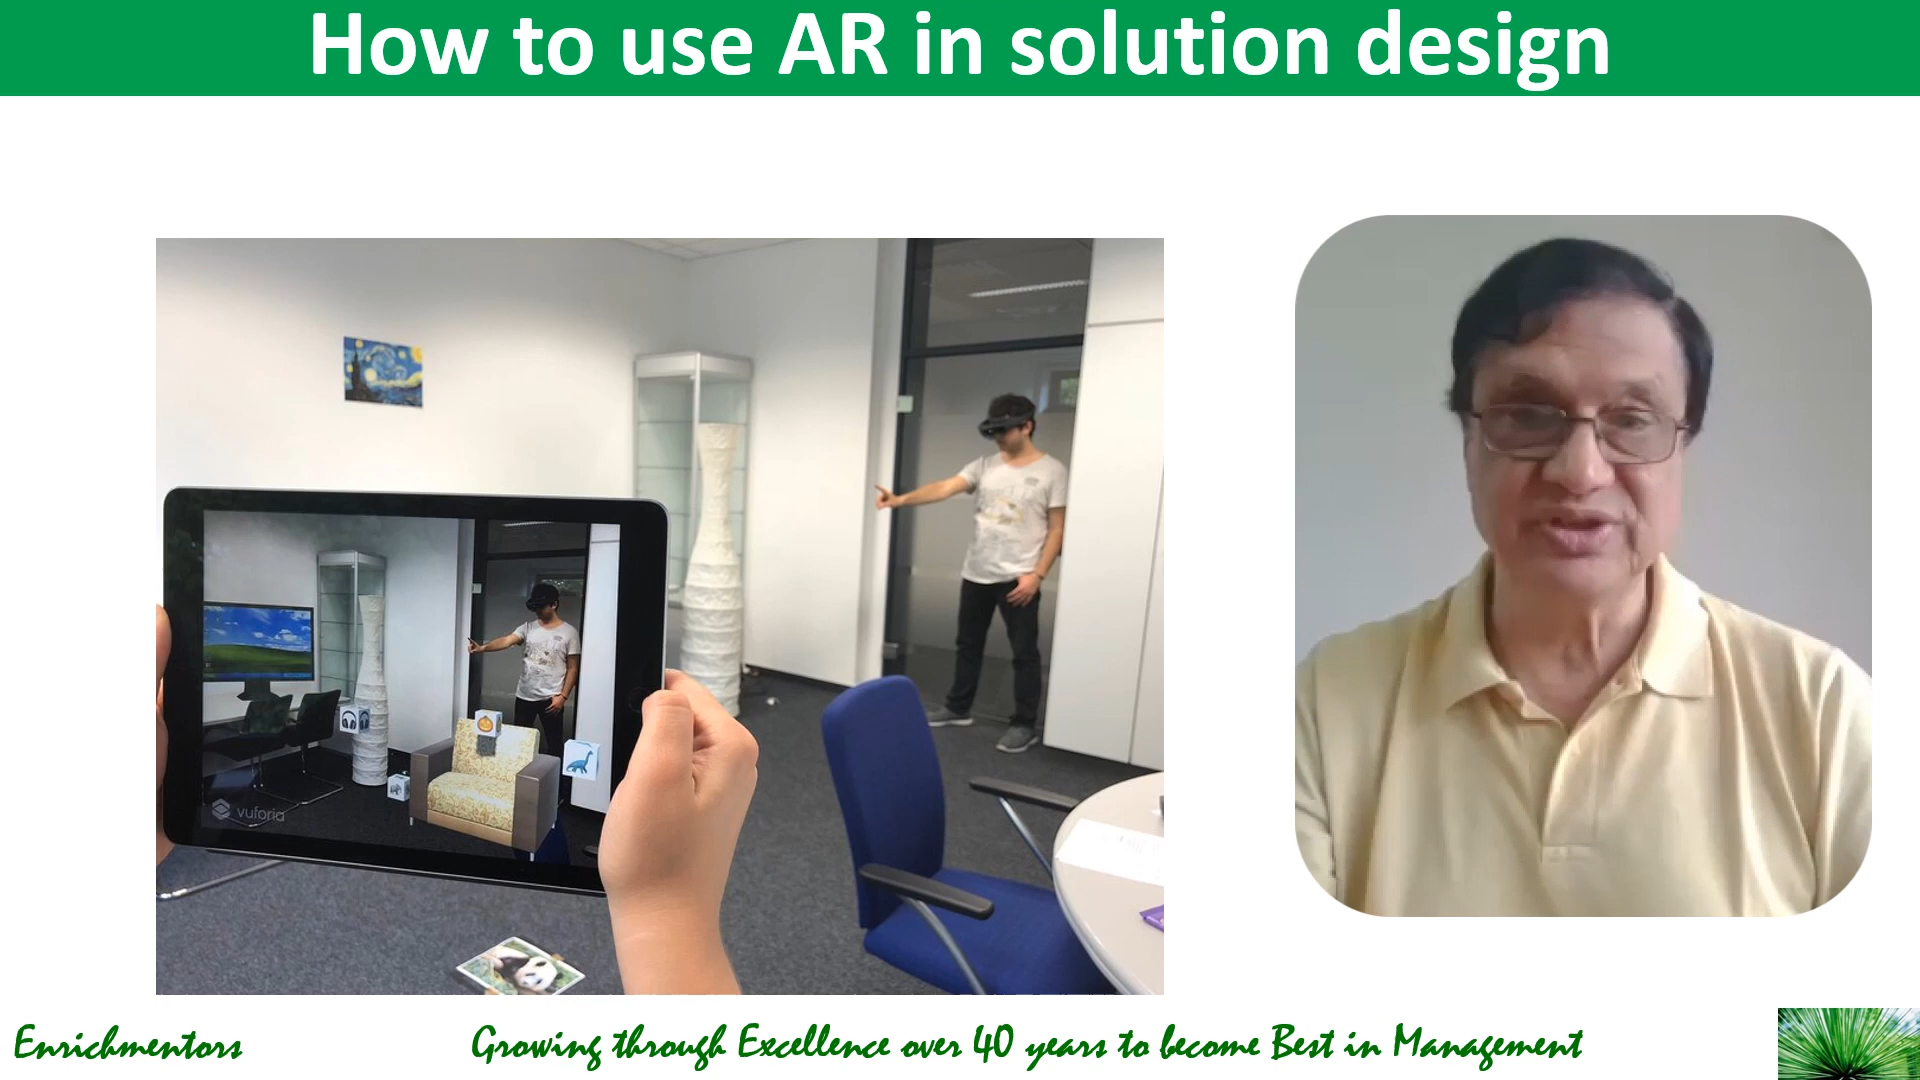 How to use AR in solution design
vuforia
Enrichmentors
Growing through Excellence over 40 years to become Best in Management